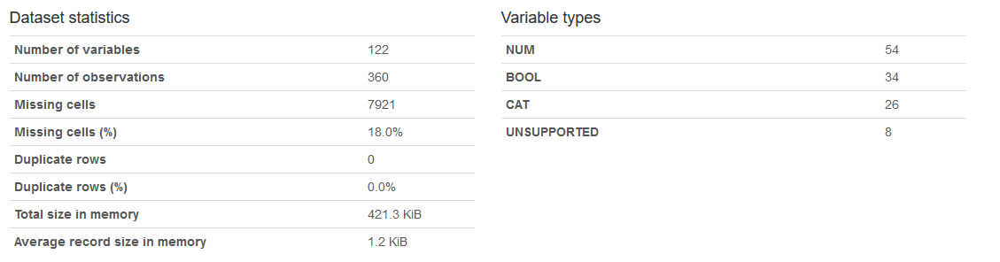 Dataset statistics
Number of variables 122
Number of observations 360
Missing cells 7921
Missing cells (%) 18.0%
Duplicate rows 0
Duplicate rows (%) 0.0%
Total size in memory 421.3 KiB
Average record size in memory 1.2 KiB
Variable types
NUM 54
BOOL 34
CAT 26
UNSUPPORTED 8